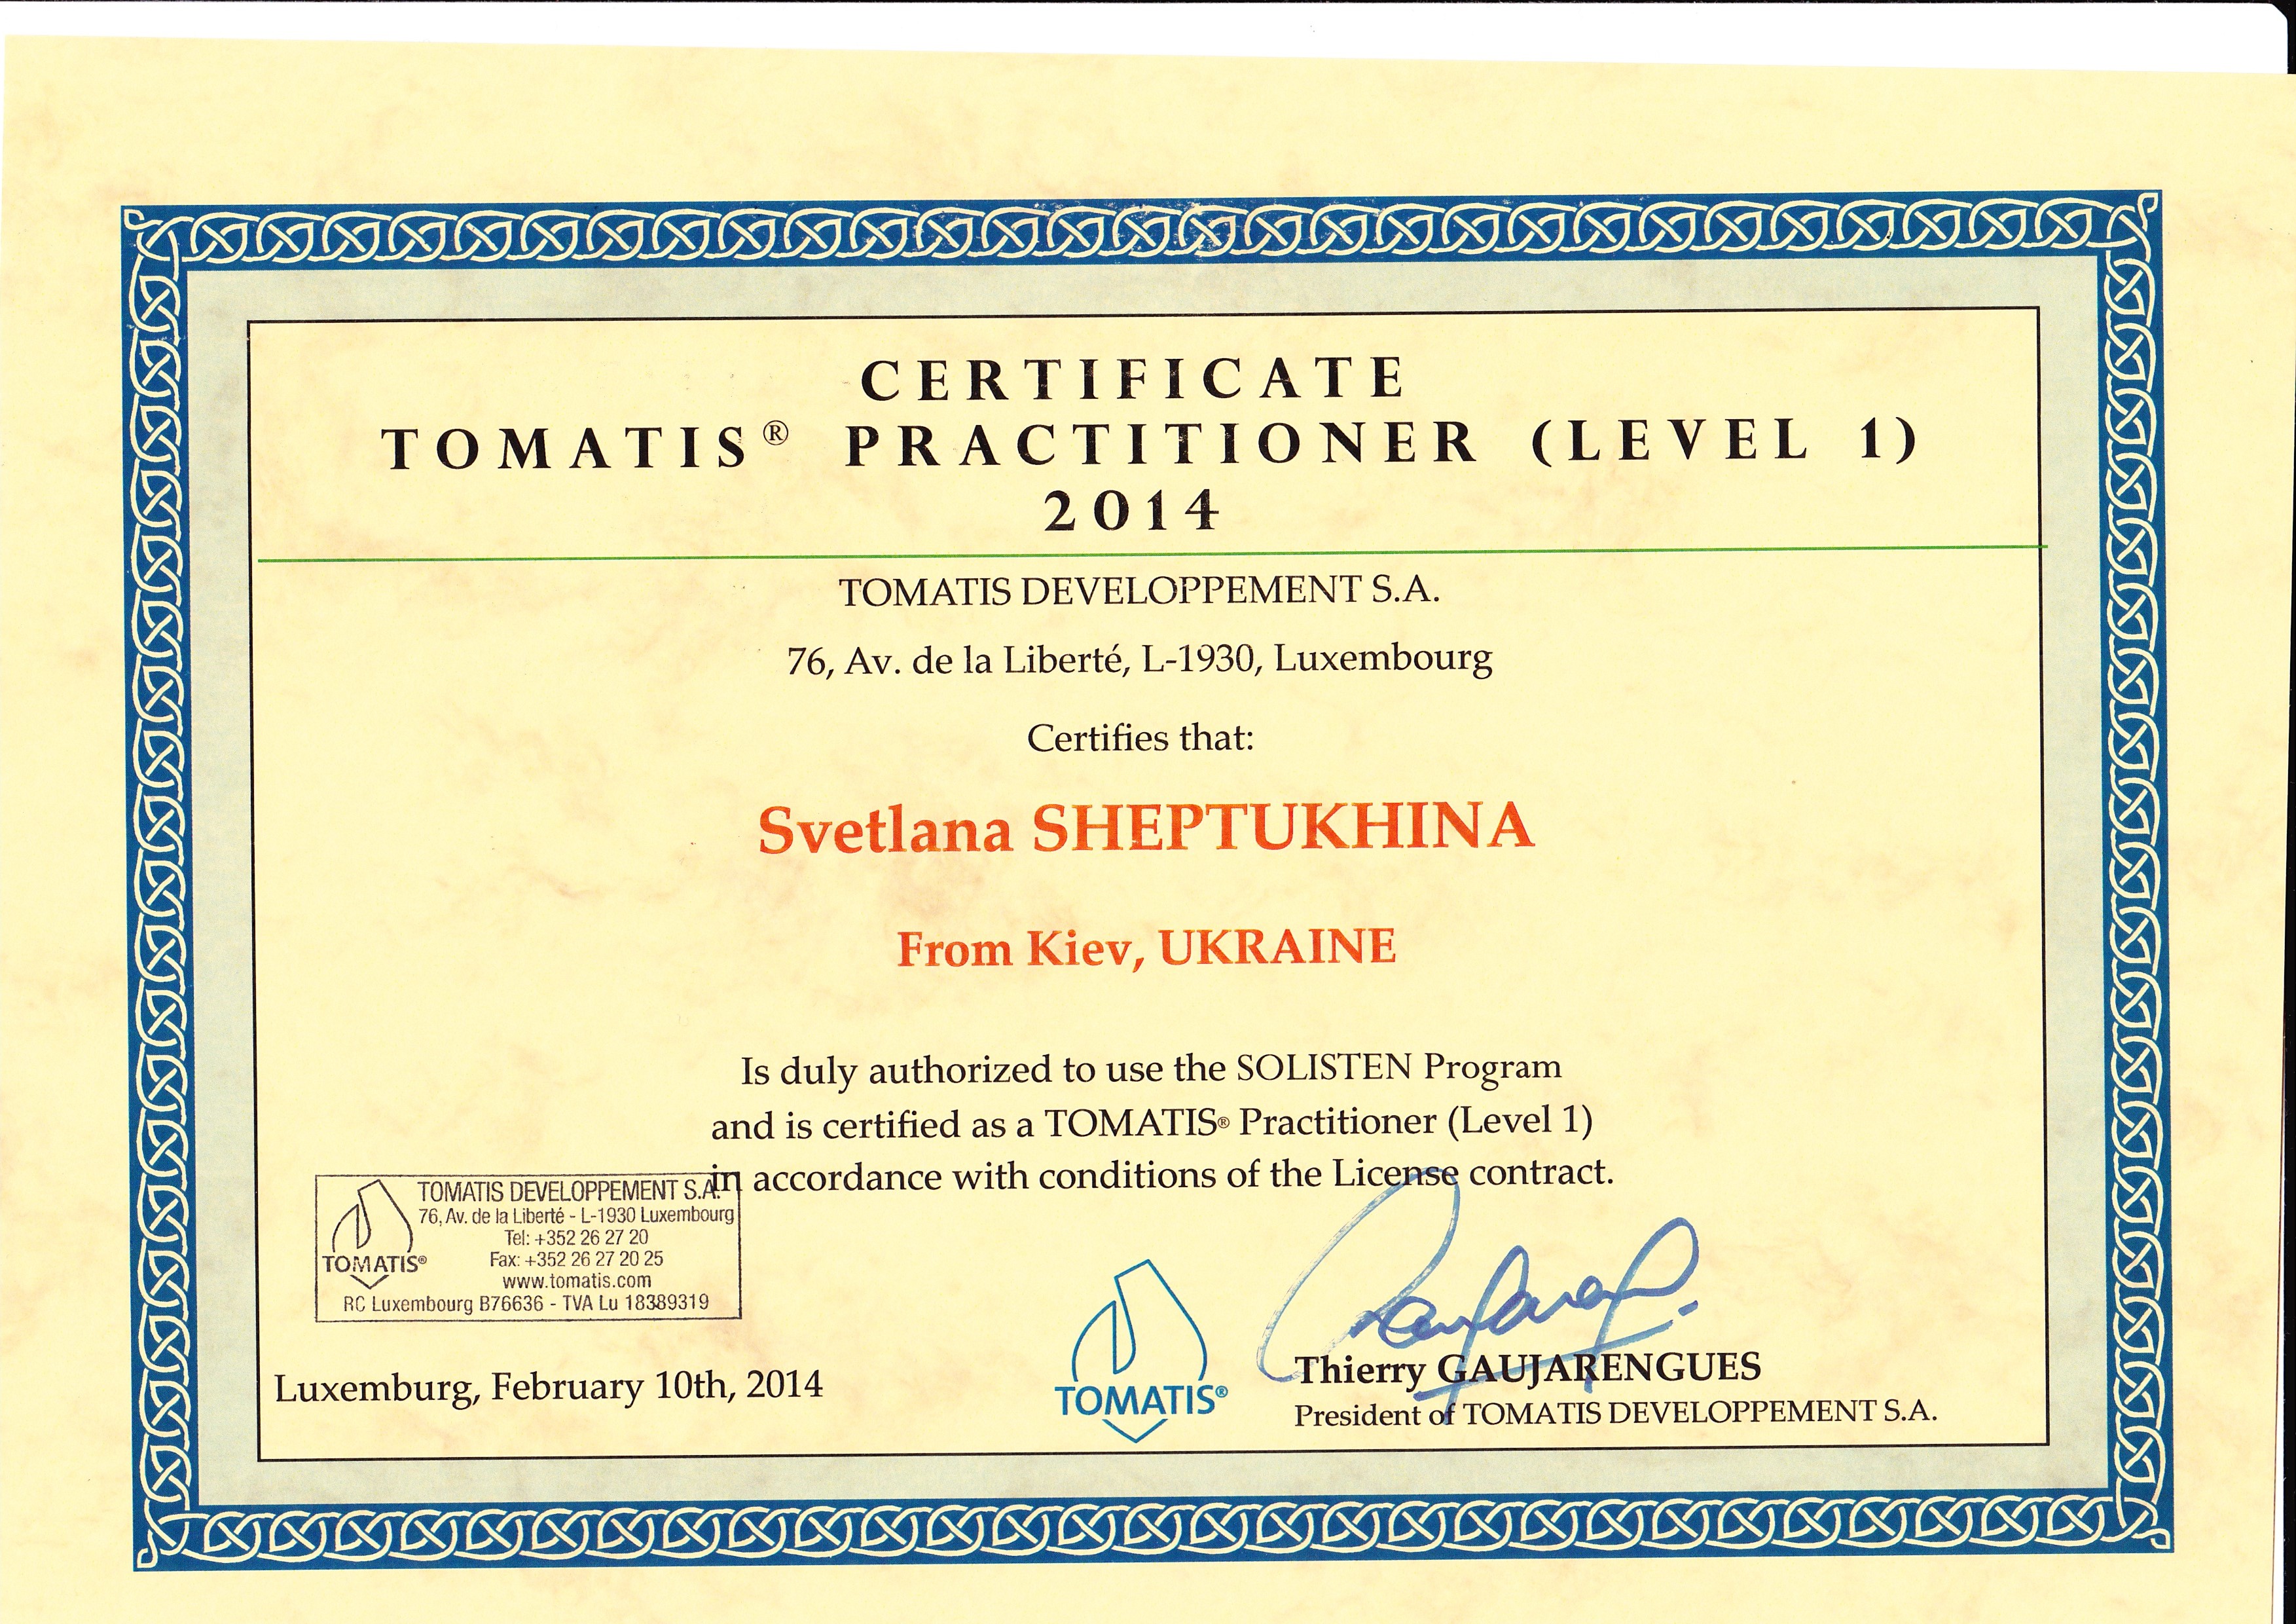 CERTIFICATE
TOMATIS® PRACTITIONER (LEVEL 1)
2014
TOMATIS DEVELOPPEMENT S.A.
76, Av. de la Liberté, L-1930, Luxembourg
Certifies that:
Svetlana SHEPTUKHINA
From Kiev, UKRAINE
Is duly authorized to use the SOLISTEN Program
and is certified as a TOMATIS® Practitioner (Level 1)
in accordance with conditions of the License contract.
TOMATIS DEVELOPPEMENT S.A.
76, Av. de la Liberté - L-1930 Luxembourg
Tel: +352 26 27 20
Fax: +352 26 27 20 25
TOMATIS®
www.tomatis.com
RC Luxembourg B76636 - TVA Lu 18389319
Luxemburg, February 10th, 2014
TOMATIS®
Thierry GAUJARENGUES
President of TOMATIS DEVELOPPEMENT S.A.